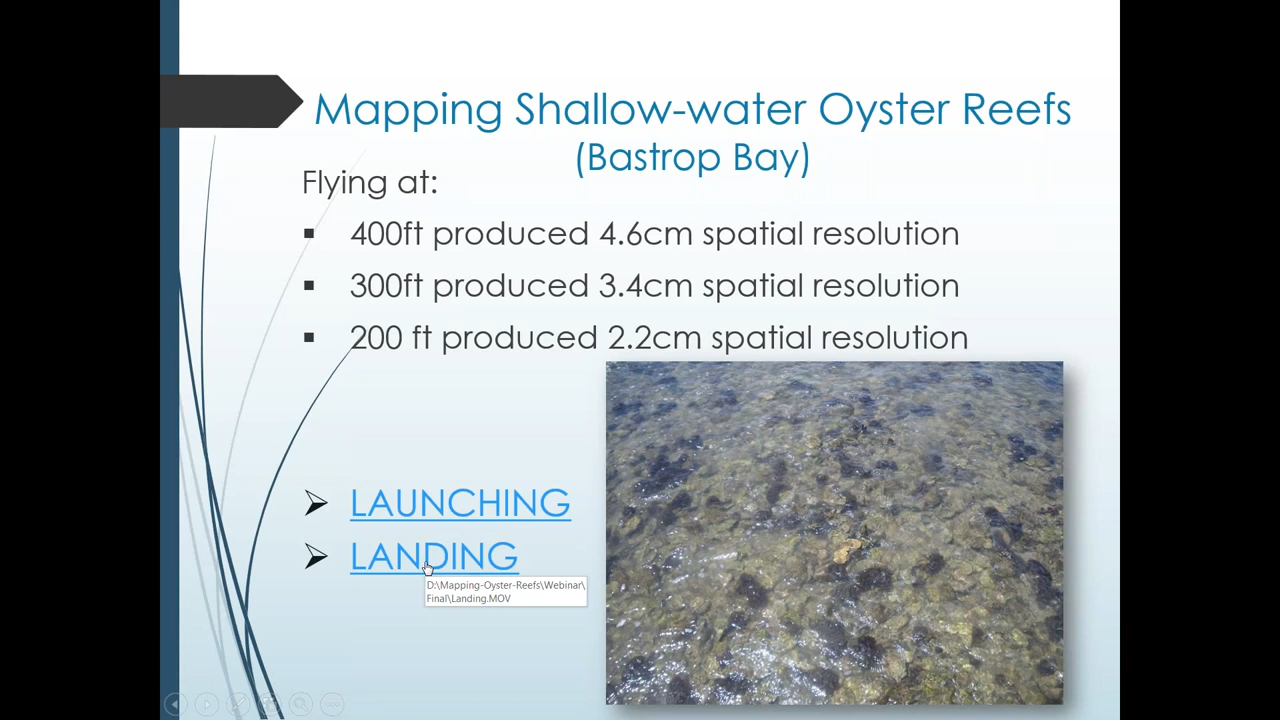 Mapping Shallow-water Oyster Reefs
(Bastrop Bay)
Flying at:
▪ 400ft produced 4.6cm spatial resolution
▪ 300ft produced 3.4cm spatial resolution
▪ 200 ft produced 2.2cm spatial resolution
➢ LAUNCHING
➢ LANDING
D:\Mapping-Oyster-Reefs\Webinar\
Final\Landing.MOV